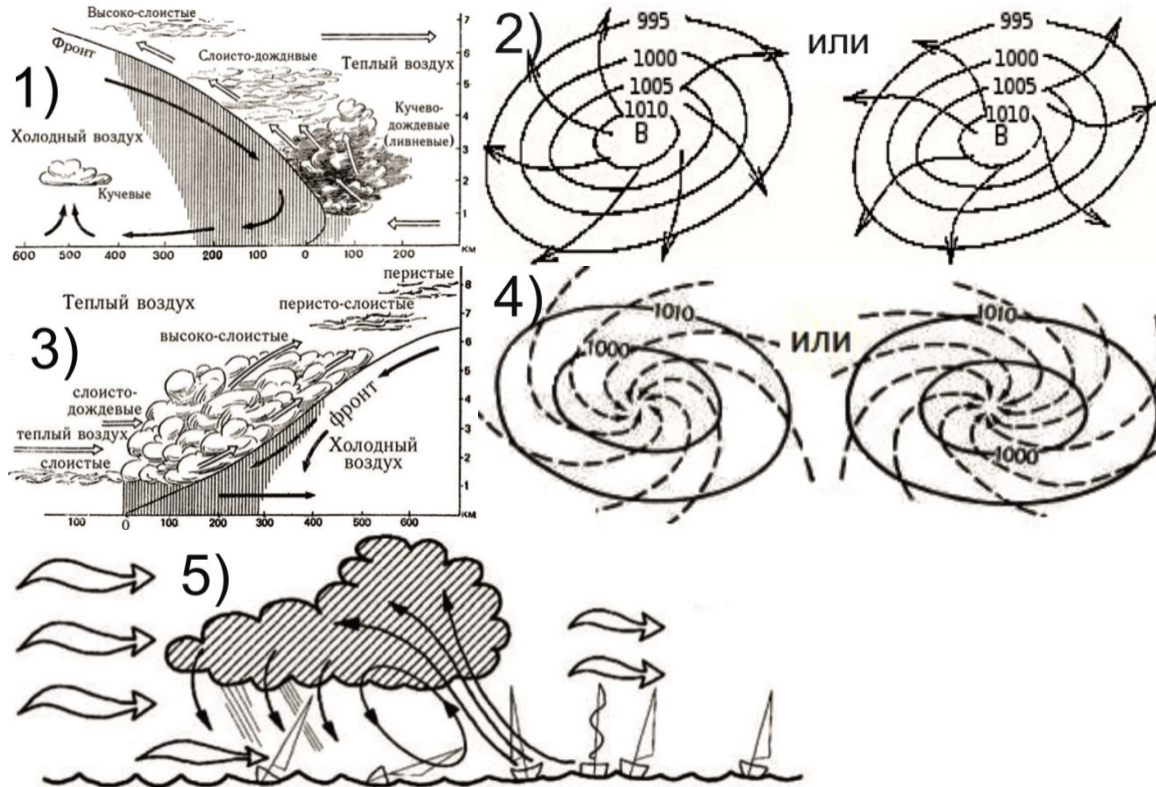 1)
Высоко-слоистые
Фронт
Слоисто-дождвные
Теплый воздух
Холодный воздух
Кучево-
дождевые
(ливневые)
Кучевые
7
6
5
4
3
2
1
км
600 500 400 200 100 0 100 200
2)
995
1000
1005
1010
В
или
995
1000
1005
1010
В
3)
Теплый воздух
перистые
перисто-слоистые
высоко-слоистые
слоисто-
дождевые
теплый воздух
слоистые
фронт
Холодный
воздух
8
7
6
5
4
3
2
1
км
100 0 100 200 300 400 500 600
4)
1010
1000
или
1010
1000
5)